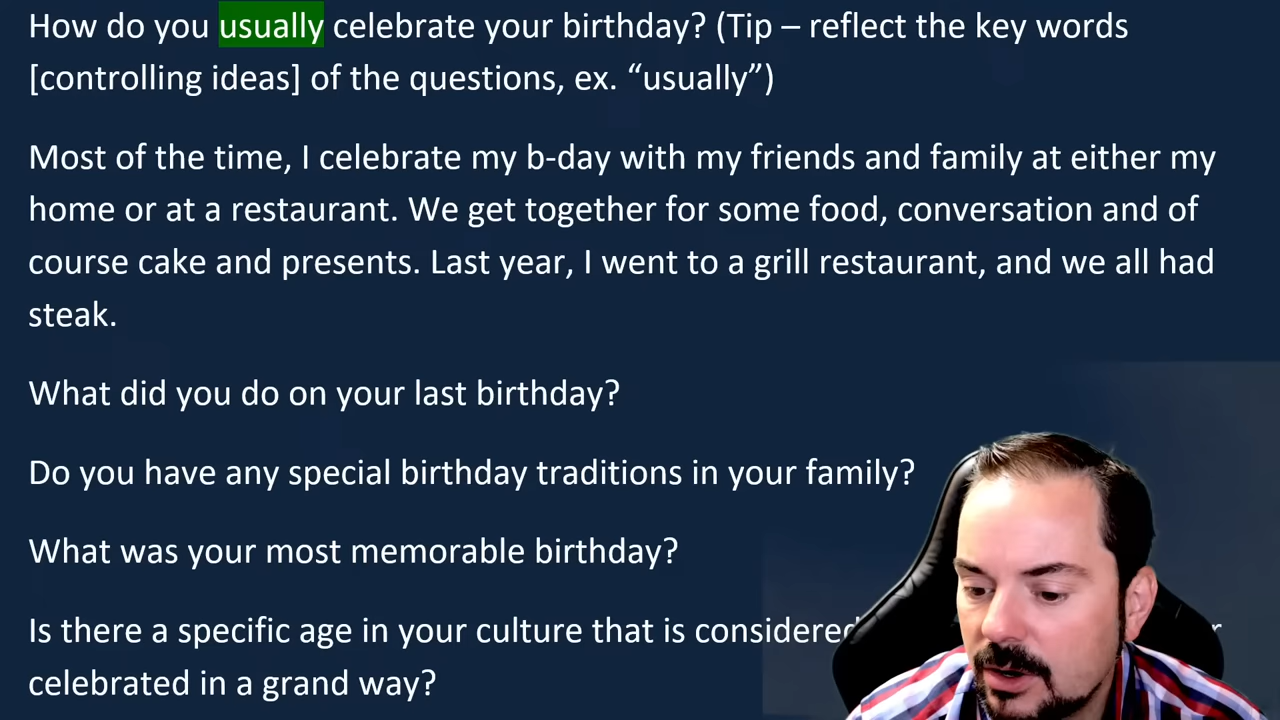 How do you usually celebrate your birthday? (Tip – reflect the key words
[controlling ideas] of the questions, ex. “usually”)
Most of the time, I celebrate my b-day with my friends and family at either my
home or at a restaurant. We get together for some food, conversation and of
course cake and presents. Last year, I went to a grill restaurant, and we all had
steak.
What did you do on your last birthday?
Do you have any special birthday traditions in your family?
What was your most memorable birthday?
Is there a specific age in your culture that is considered
celebrated in a grand way?